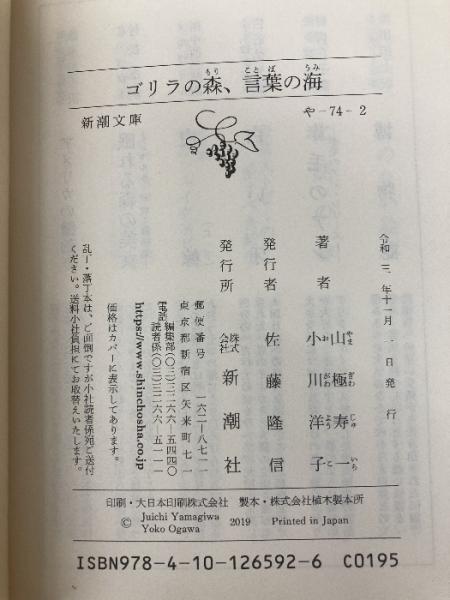 ゴリラの森、言葉の海
新潮文庫
や-74-2
令和三年十一月一日発行
著者 山極寿一
小川洋子
発行者 佐藤隆信
発行所 株式会社 新潮社
郵便番号 一六二-八七一一
東京都新宿区矢来町七一
電話 編集部(〇三)三二六六-五四四〇
読者係(〇三)三二六六-五一一一
https://www.shinchosha.co.jp
価格はカバーに表示してあります。
乱丁・落丁本は、ご面倒ですが小社読者係宛ご送付
ください。送料小社負担にてお取替えいたします。
印刷・大日本印刷株式会社 製本・株式会社植木製本所
© Juichi Yamagiwa 2019 Printed in Japan
Yoko Ogawa
ISBN978-4-10-126592-6 C0195